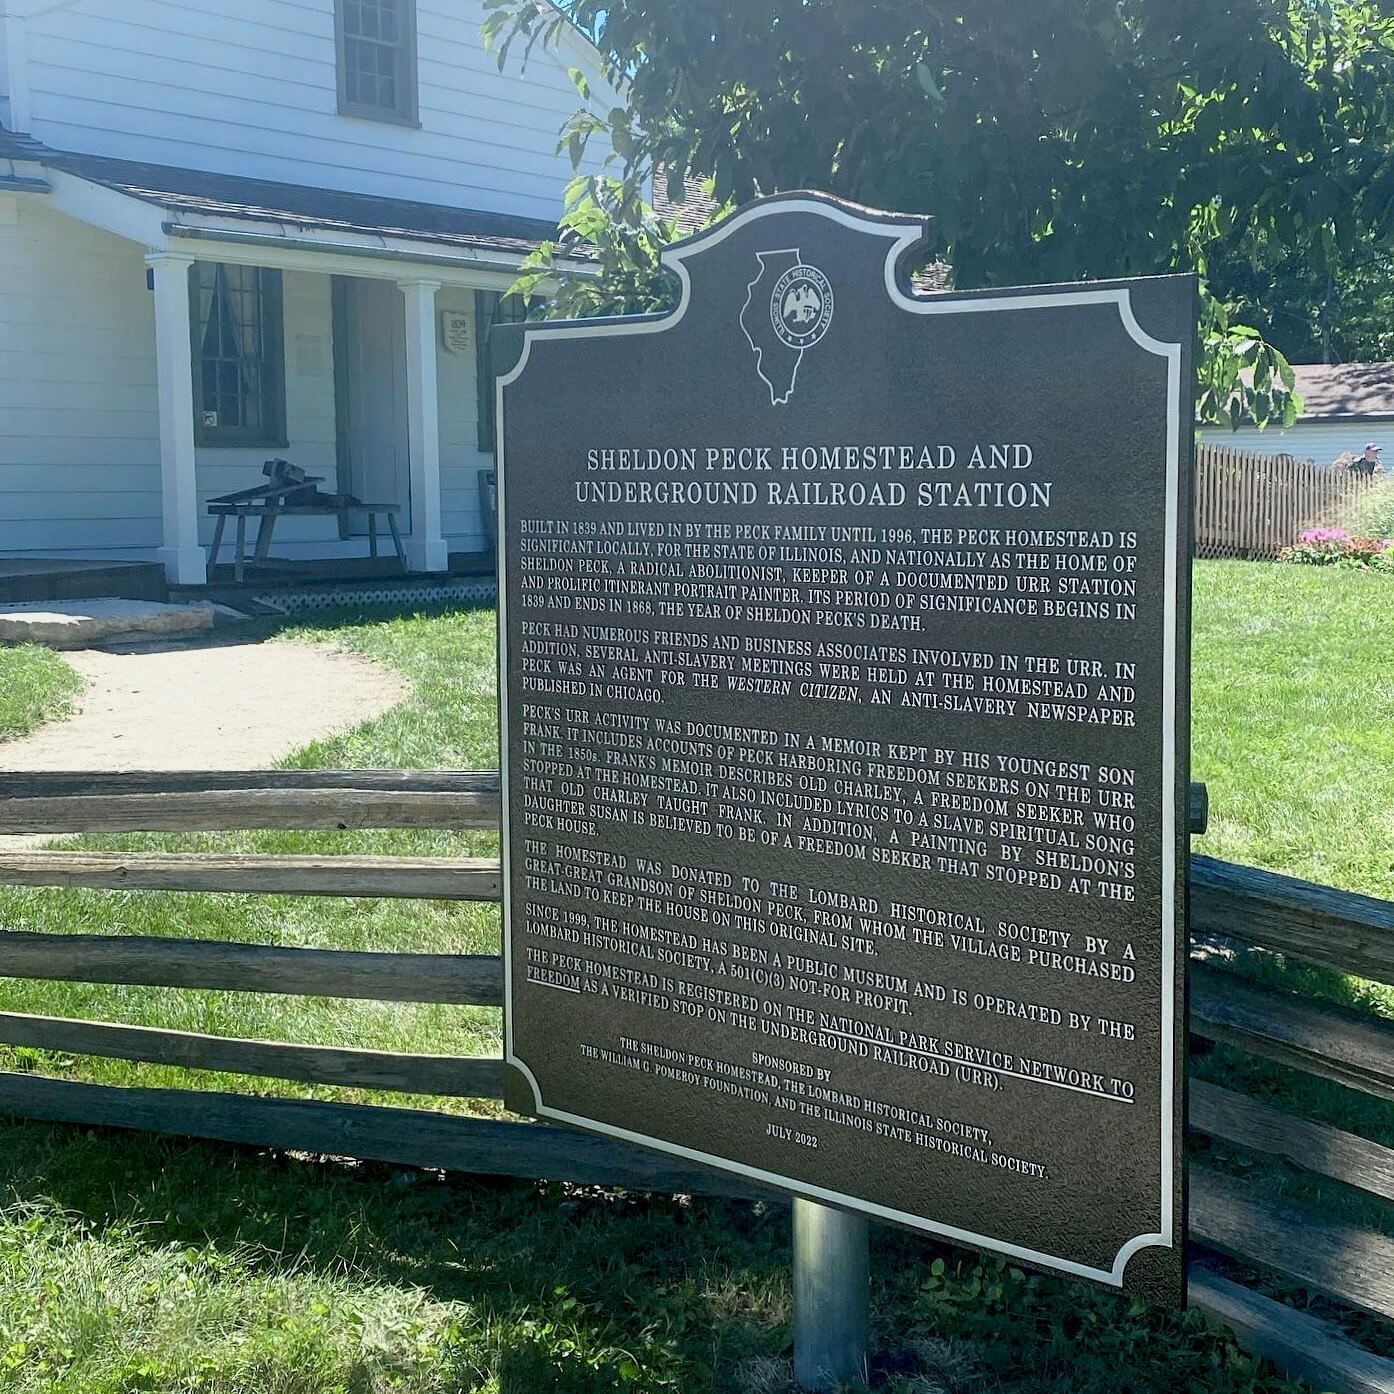 ILLINOIS STATE HISTORICAL SOCIETY
1839
SHELDON PECK HOMESTEAD AND
UNDERGROUND RAILROAD STATION
BUILT IN 1839 AND LIVED IN BY THE PECK FAMILY UNTIL 1996, THE PECK HOMESTEAD IS
SIGNIFICANT LOCALLY, FOR THE STATE OF ILLINOIS, AND NATIONALLY AS THE HOME OF
SHELDON PECK, A RADICAL ABOLITIONIST, KEEPER OF A DOCUMENTED URR STATION
AND PROLIFIC ITINERANT PORTRAIT PAINTER. ITS PERIOD OF SIGNIFICANCE BEGINS IN
1839 AND ENDS IN 1868, THE YEAR OF SHELDON PECK'S DEATH.
PECK HAD NUMEROUS FRIENDS AND BUSINESS ASSOCIATES INVOLVED IN THE URR. IN
ADDITION, SEVERAL ANTI-SLAVERY MEETINGS WERE HELD AT THE HOMESTEAD AND
PECK WAS AN AGENT FOR THE WESTERN CITIZEN, AN ANTI-SLAVERY NEWSPAPER
PUBLISHED IN CHICAGO.
PECK'S URR ACTIVITY WAS DOCUMENTED IN A MEMOIR KEPT BY HIS YOUNGEST SON
FRANK. IT INCLUDES ACCOUNTS OF PECK HARBORING FREEDOM SEEKERS ON THE URR
IN THE 1850s. FRANK'S MEMOIR DESCRIBES OLD CHARLEY, A FREEDOM SEEKER WHO
STOPPED AT THE HOMESTEAD. IT ALSO INCLUDED LYRICS TO A SLAVE SPIRITUAL SONG
THAT OLD CHARLEY TAUGHT FRANK. IN ADDITION, A PAINTING BY SHELDON'S
DAUGHTER SUSAN IS BELIEVED TO BE OF A FREEDOM SEEKER THAT STOPPED AT THE
PECK HOUSE.
THE HOMESTEAD WAS DONATED TO THE LOMBARD HISTORICAL SOCIETY BY A
GREAT-GREAT GRANDSON OF SHELDON PECK, FROM WHOM THE VILLAGE PURCHASED
THE LAND TO KEEP THE HOUSE ON THIS ORIGINAL SITE.
SINCE 1999, THE HOMESTEAD HAS BEEN A PUBLIC MUSEUM AND IS OPERATED BY THE
LOMBARD HISTORICAL SOCIETY, A 501(C)(3) NOT-FOR PROFIT.
THE PECK HOMESTEAD IS REGISTERED ON THE NATIONAL PARK SERVICE NETWORK TO
FREEDOM AS A VERIFIED STOP ON THE UNDERGROUND RAILROAD (URR).
SPONSORED BY
THE SHELDON PECK HOMESTEAD, THE LOMBARD HISTORICAL SOCIETY,
THE WILLIAM G. POMEROY FOUNDATION, AND THE ILLINOIS STATE HISTORICAL SOCIETY.
JULY 2022